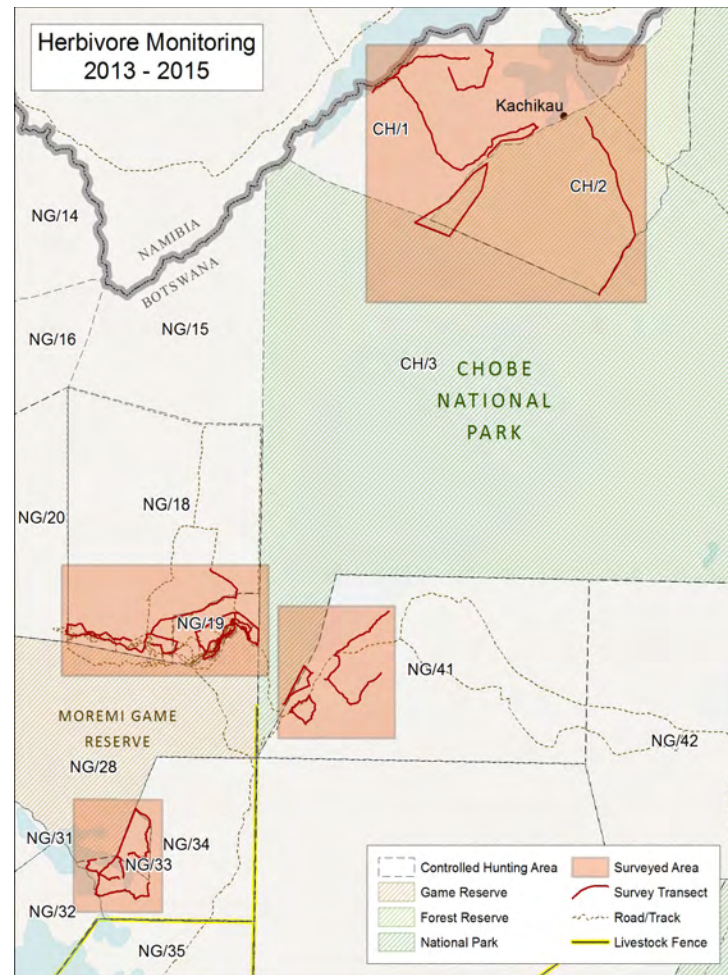 Herbivore Monitoring
2013 - 2015
Kachikau
CH/1
CH/2
NG/14
NAMIBIA
BOTSWANA
NG/15
NG/16
CH/3
CHOBE
NATIONAL
PARK
NG/18
NG/20
NG/19
NG/41
MOREMI GAME
RESERVE
NG/42
NG/28
NG/31
NG/34
NG/33
NG/32
NG/35
Controlled Hunting Area
Game Reserve
Forest Reserve
National Park
Surveyed Area
Survey Transect
Road/Track
Livestock Fence